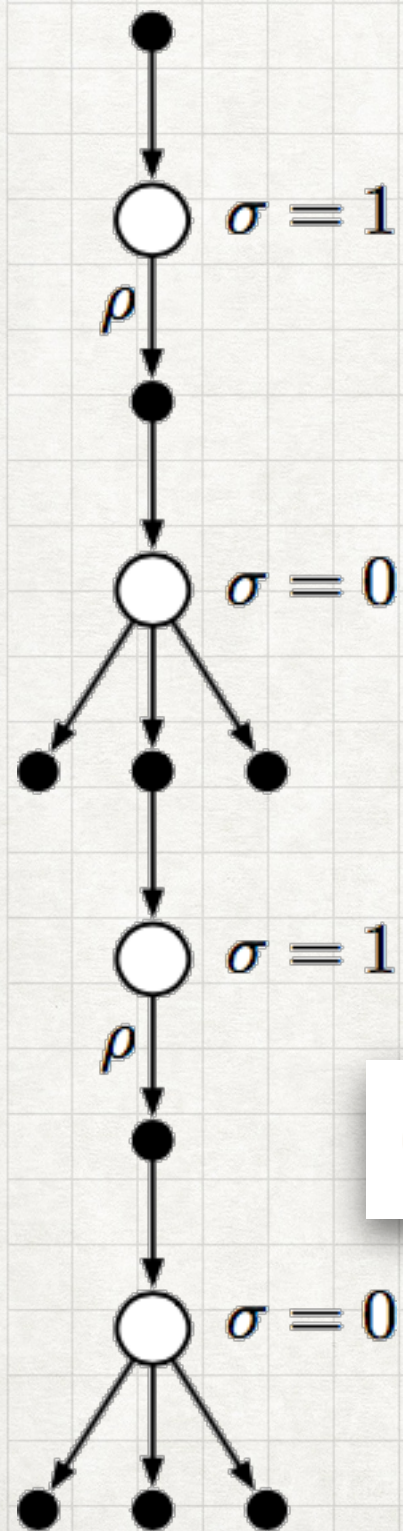 σ = 1
ρ
σ = 0
σ = 1
ρ
σ = 0